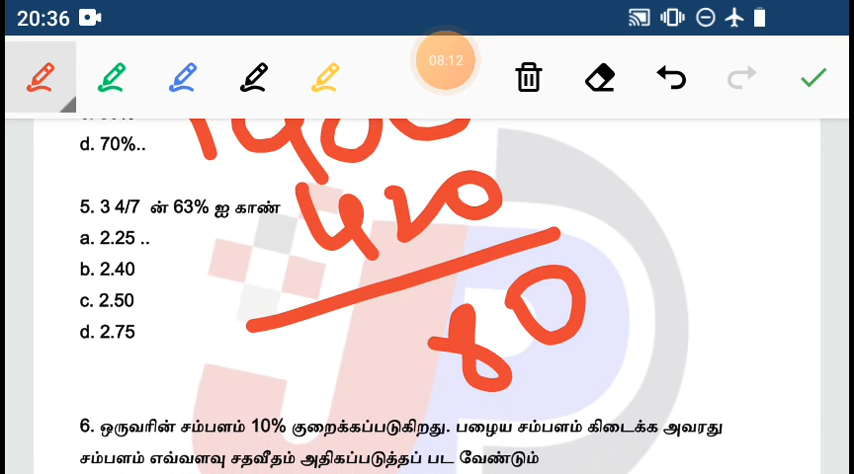 20:36
08:12
d. 70%..
1400
420
80
5. 3 4/7 ன் 63% ஐ காண்
a. 2.25 ..
b. 2.40
c. 2.50
d. 2.75
6. ஒருவரின் சம்பளம் 10% குறைக்கப்படுகிறது. பழைய சம்பளம் கிடைக்க அவரது
சம்பளம் எவ்வளவு சதவீதம் அதிகப்படுத்தப் பட வேண்டும்